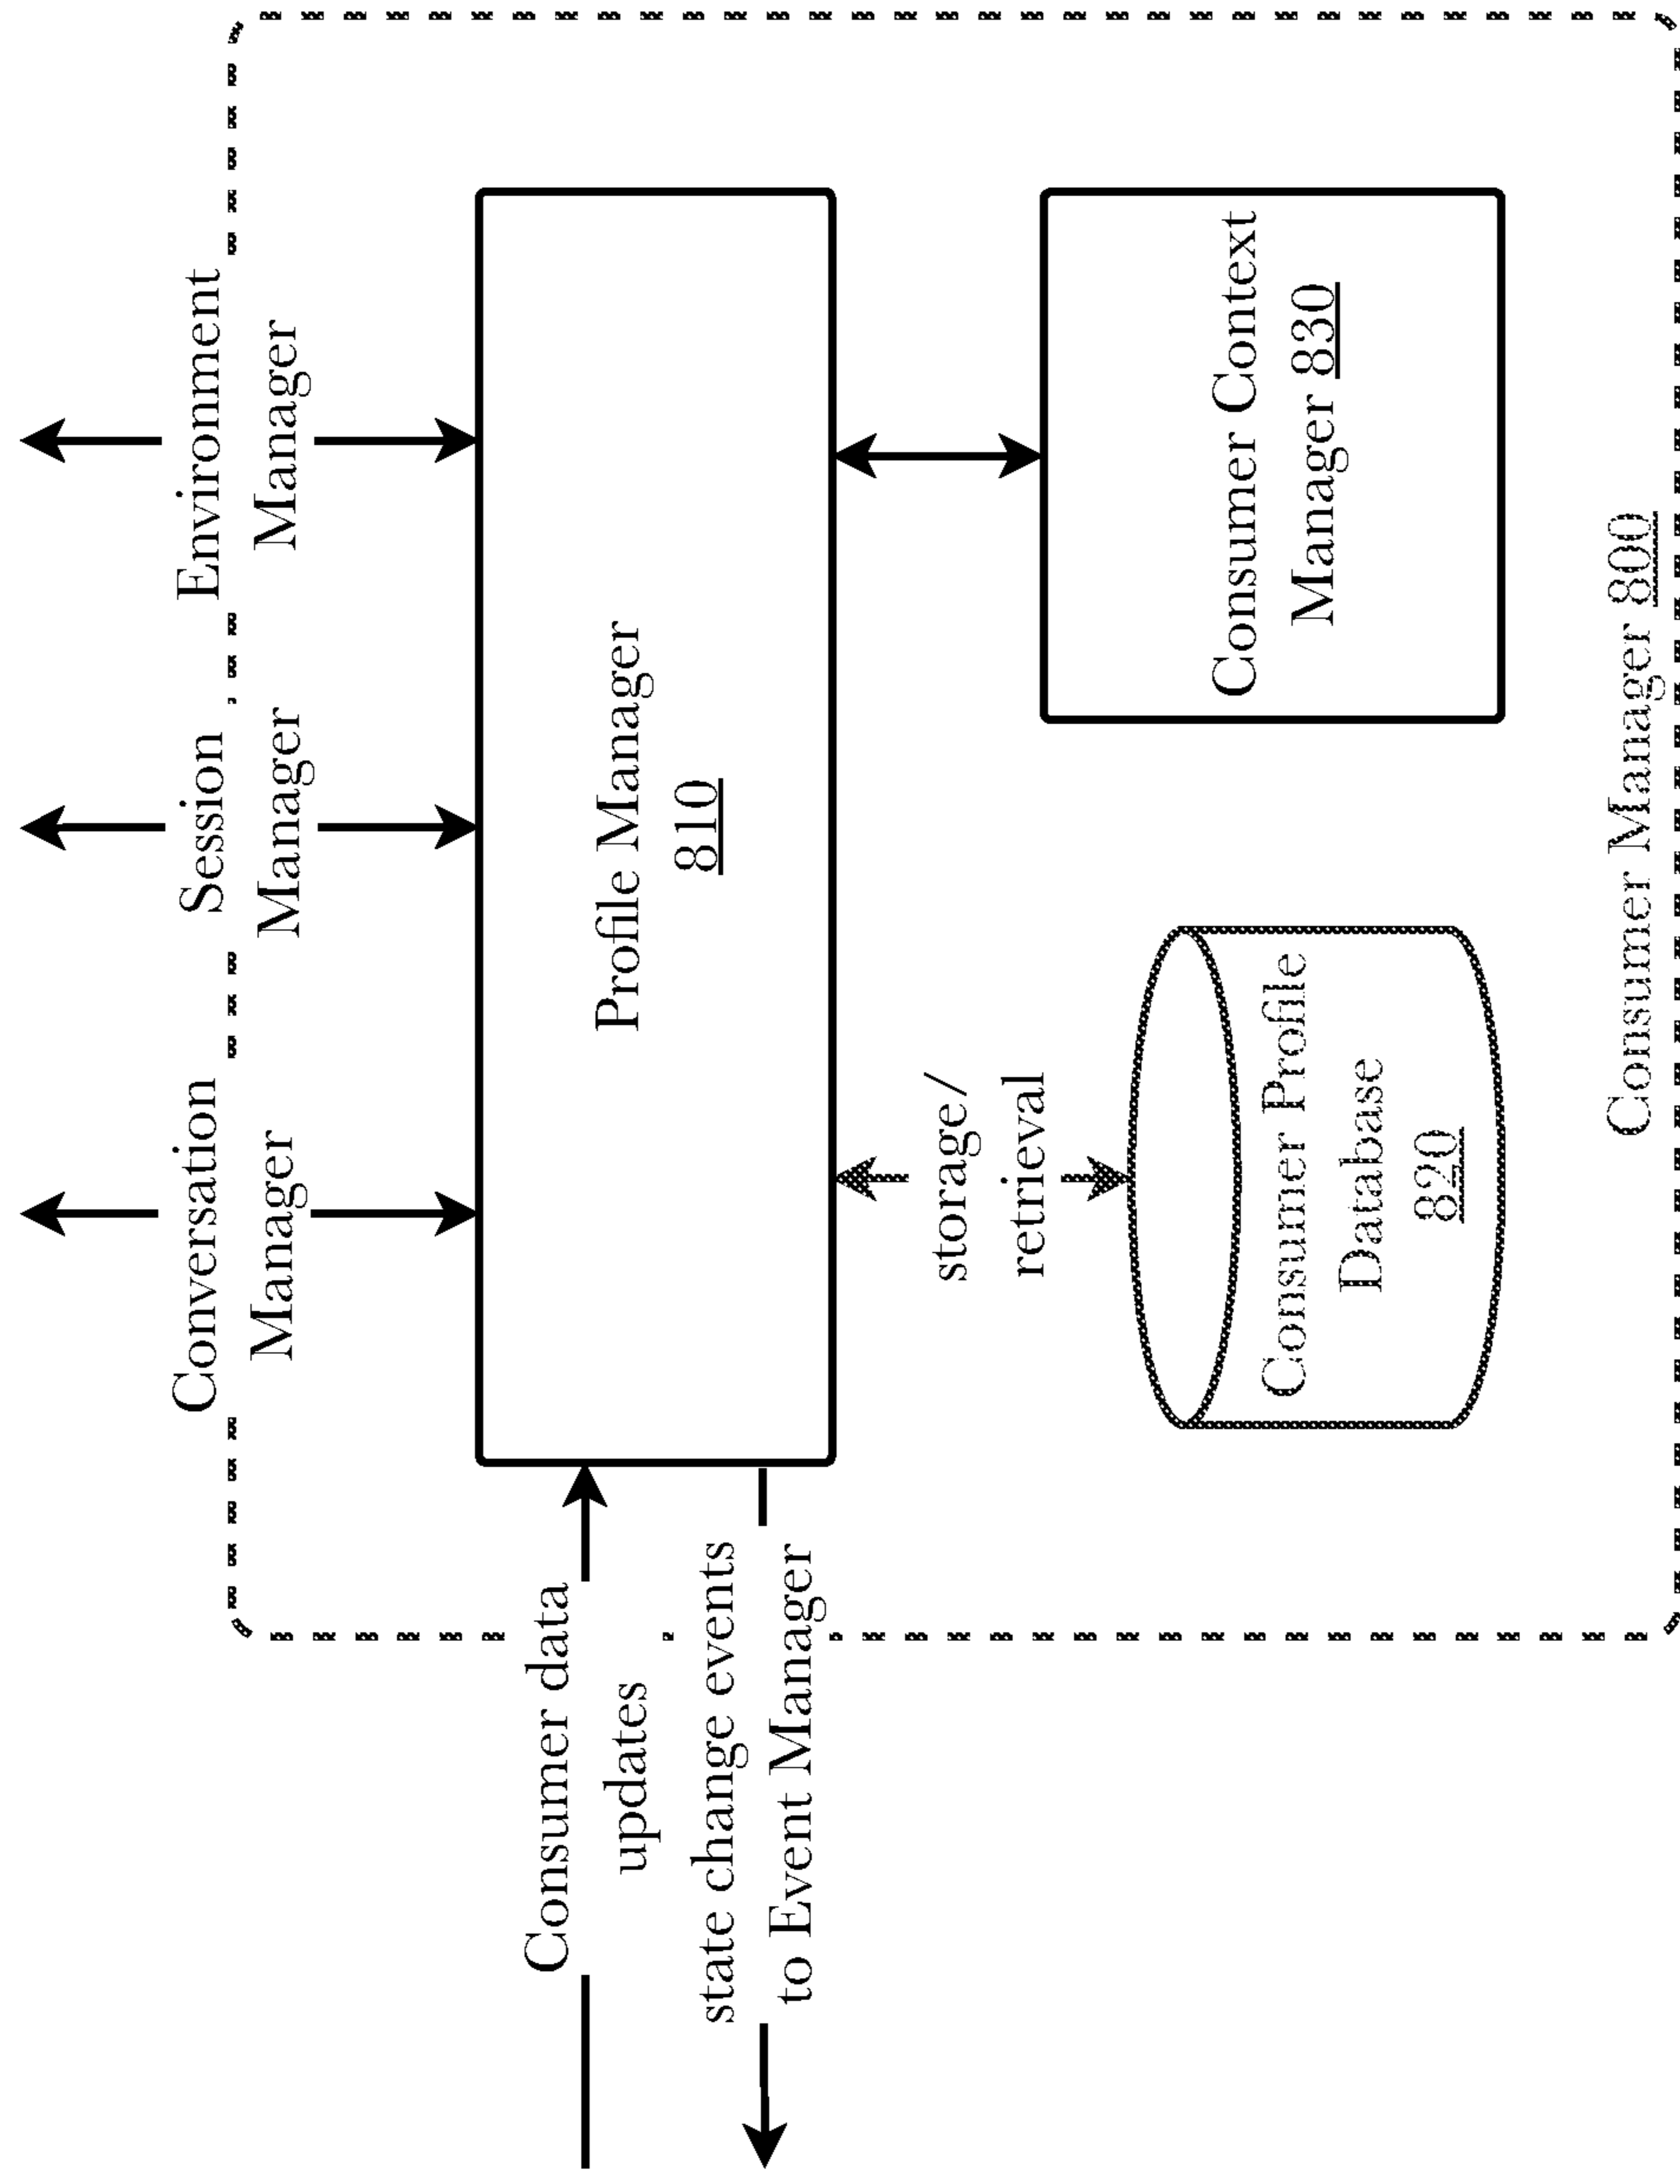 Conversation
Manager
Session
Manager
Environment
Manager
Consumer data
updates
state change events
to Event Manager
Profile Manager
810
storage/
retrieval
Consumer Profile
Database
820
Consumer Context
Manager 830
Consumer Manager 800